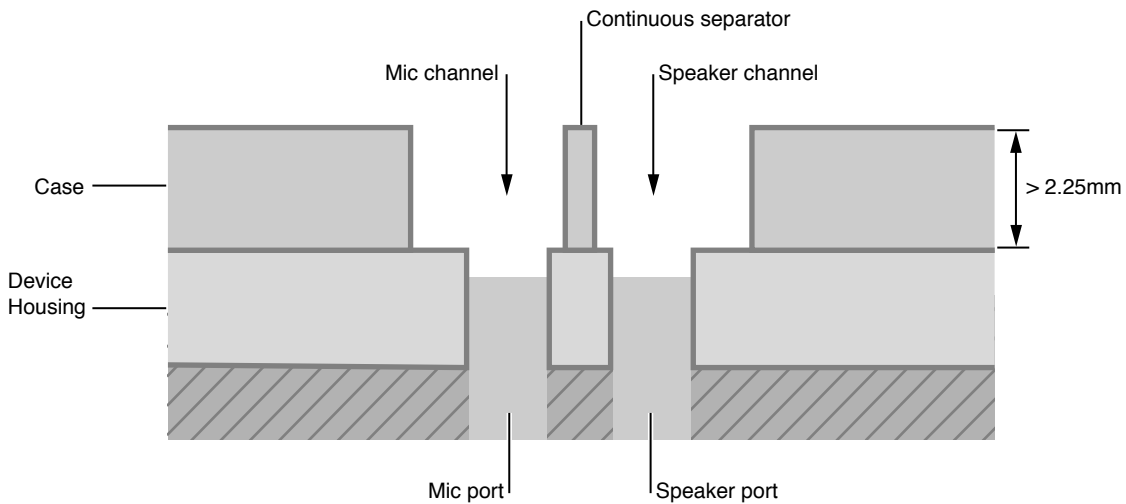 Continuous separator
Mic channel
Speaker channel
Case
> 2.25mm
Device
Housing
Mic port
Speaker port